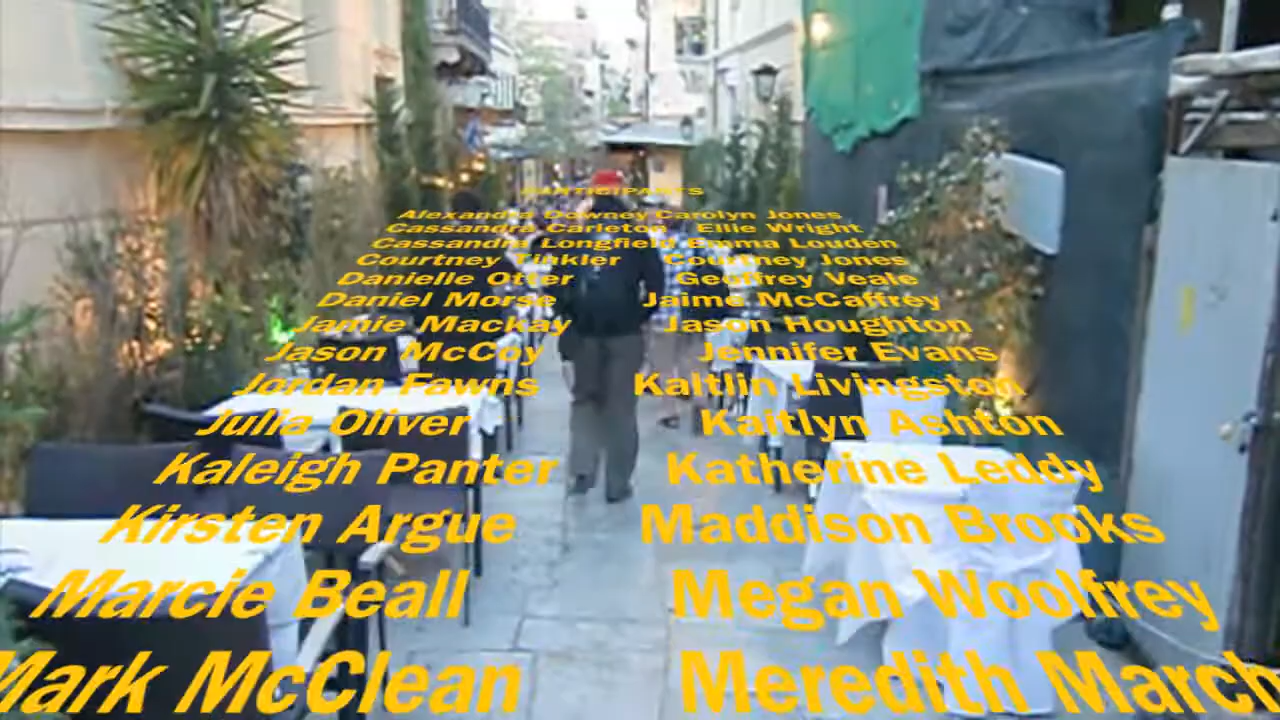 PARTICIPANTS
Alexandra Downey Carolyn Jones
Cassandra Carleton Ellie Wright
Cassandra Longfield Emma Louden
Courtney Tinkler Courtney Jones
Danielle Otter Geoffrey Veale
Daniel Morse Jaime McCaffrey
Jamie Mackay Jason Houghton
Jason McCoy Jennifer Evans
Jordan Fawns Kaltlin Livingston
Julia Oliver Kaitlyn Ashton
Kaleigh Panter Katherine Leddy
Kirsten Argue Maddison Brooks
Marcie Beall Megan Woolfrey
Mark McClean Meredith March